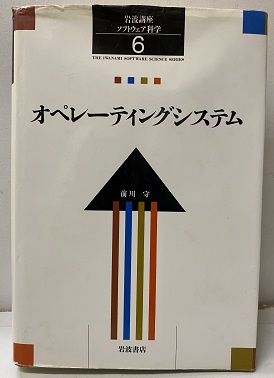 岩波講座
ソフトウェア科学
6
THE IWANAMI SOFTWARE SCIENCE SERIES
オペレーティングシステム
前川 守
岩波書店